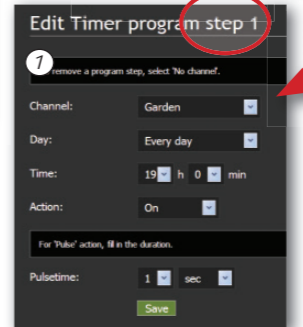 Edit Timer program step 1
1
remove a program step, select 'No channel'.
Channel: Garden
Day: Every day
Time: 19 h 0 min
Action: On
For 'Pulse' action, fill in the duration.
Pulsetime: 1 sec
Save